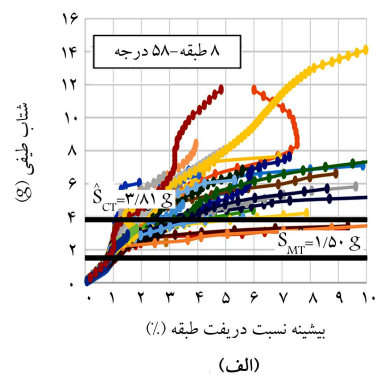 ۸ طبقه-۵۸ درجه
شتاب طیفی (g)
۱۶
۱۴
۱۲
۱۰
۸
۶
۴
۲
۰
Ŝ_CT=۳/۸۱ g
Ŝ_MT=۱/۵۰ g
۰ ۱ ۲ ۳ ۴ ۵ ۶ ۷ ۸ ۹ ۱۰
بیشینه نسبت دریفت طبقه (٪)
(الف)